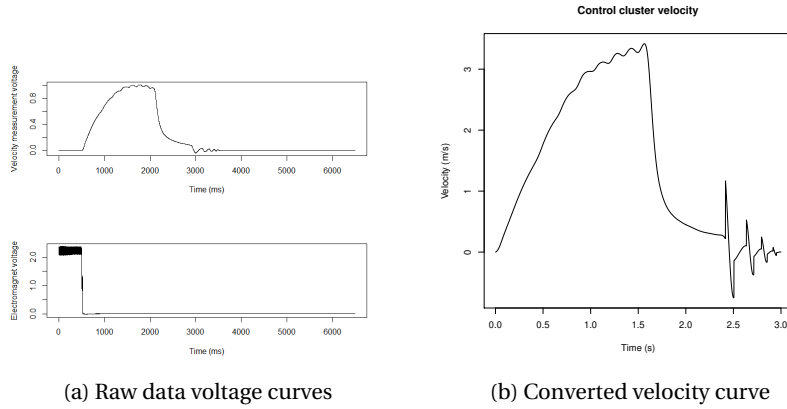 Velocity measurement voltage
0.0 0.4 0.8
0 1000 2000 3000 4000 5000 6000
Time (ms)
Electromagnet voltage
0.0 1.0 2.0
0 1000 2000 3000 4000 5000 6000
Time (ms)
(a) Raw data voltage curves
Control cluster velocity
Velocity (m/s)
0 1 2 3
0.0 0.5 1.0 1.5 2.0 2.5 3.0
Time (s)
(b) Converted velocity curve